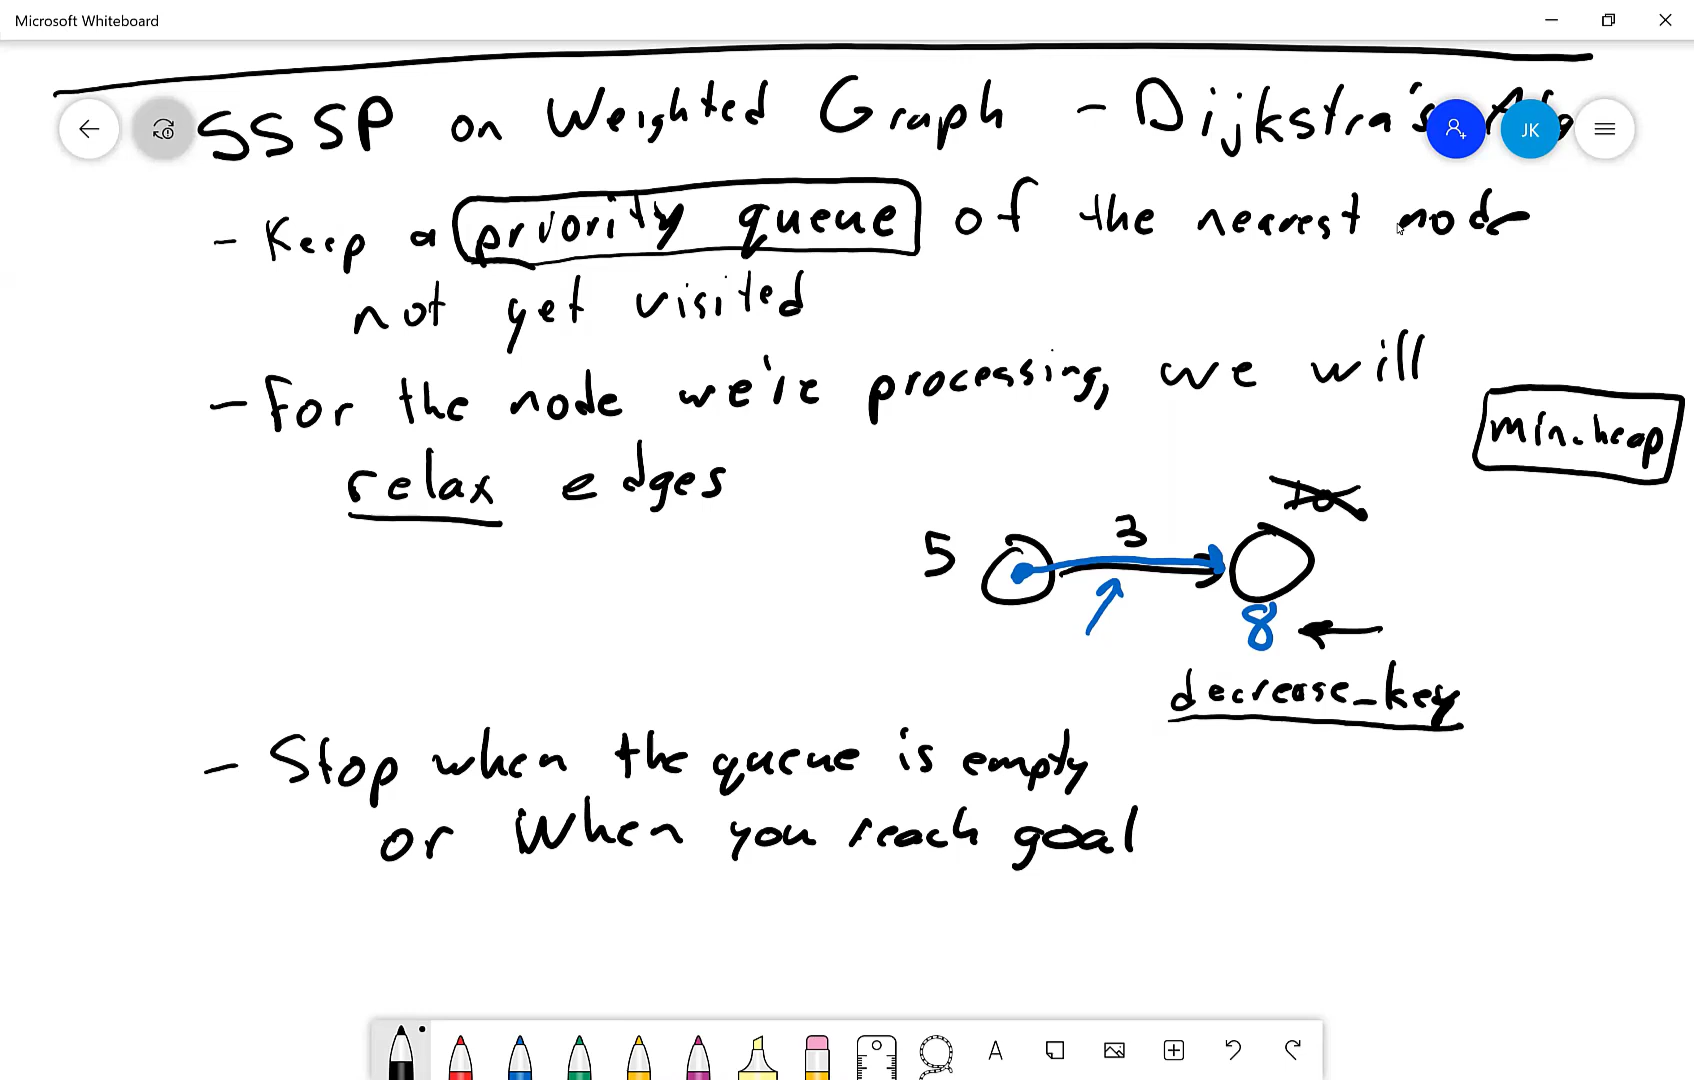 Microsoft Whiteboard
SSSP on Weighted Graph - Dijkstra's Alg
JK
- Keep a priority queue of the nearest node
not yet visited
- For the node we're processing, we will
min-heap
relax edges
10
5 3
8
decrease_key
- Stop when the queue is empty
or when you reach goal
A